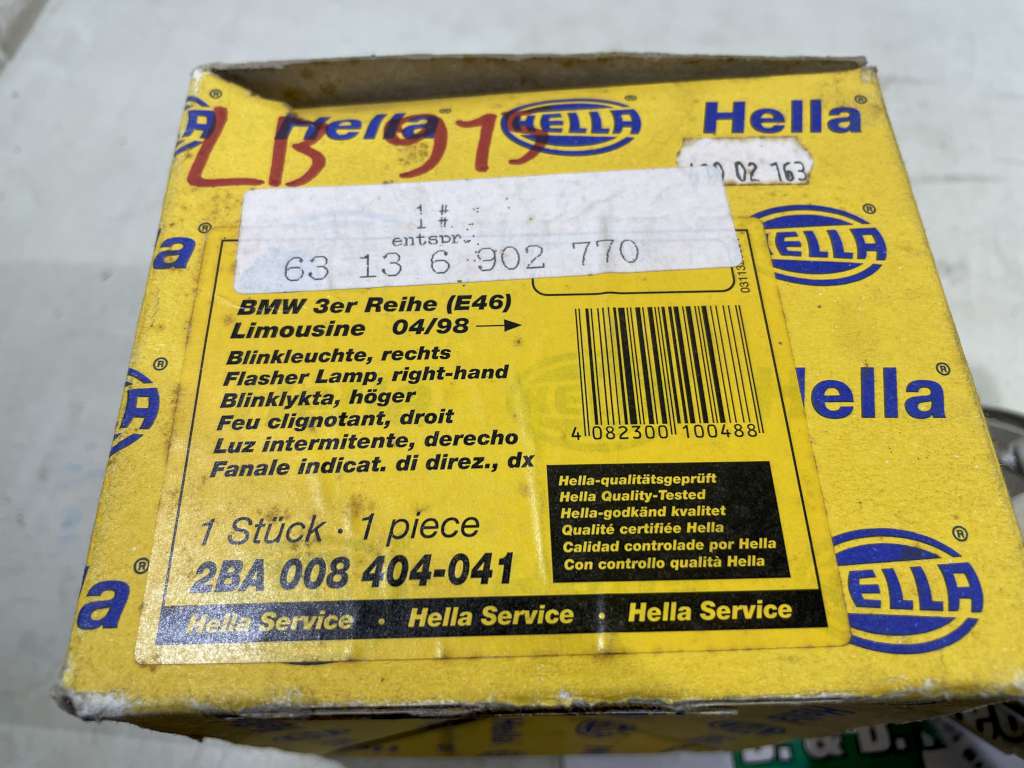 Hella HELLA Hella
LB 919
02 163
1 #
1 #
entspr.
63 13 6 902 770
HELLA
BMW 3er Reihe (E46)
Limousine 04/98
Blinkleuchte, rechts
Flasher Lamp, right-hand
Blinklykta, höger
Feu clignotant, droit
Luz intermitente, derecho
Fanale indicat. di direz., dx
4 082300 100488
Hella
Hella-qualitätsgeprüft
Hella Quality-Tested
Hella-godkänd kvalitet
Qualité certifiée Hella
Calidad controlade por Hella
Con controllo qualità Hella
1 Stück · 1 piece
2BA 008 404-041
HELLA
Hella Service · Hella Service · Hella Service